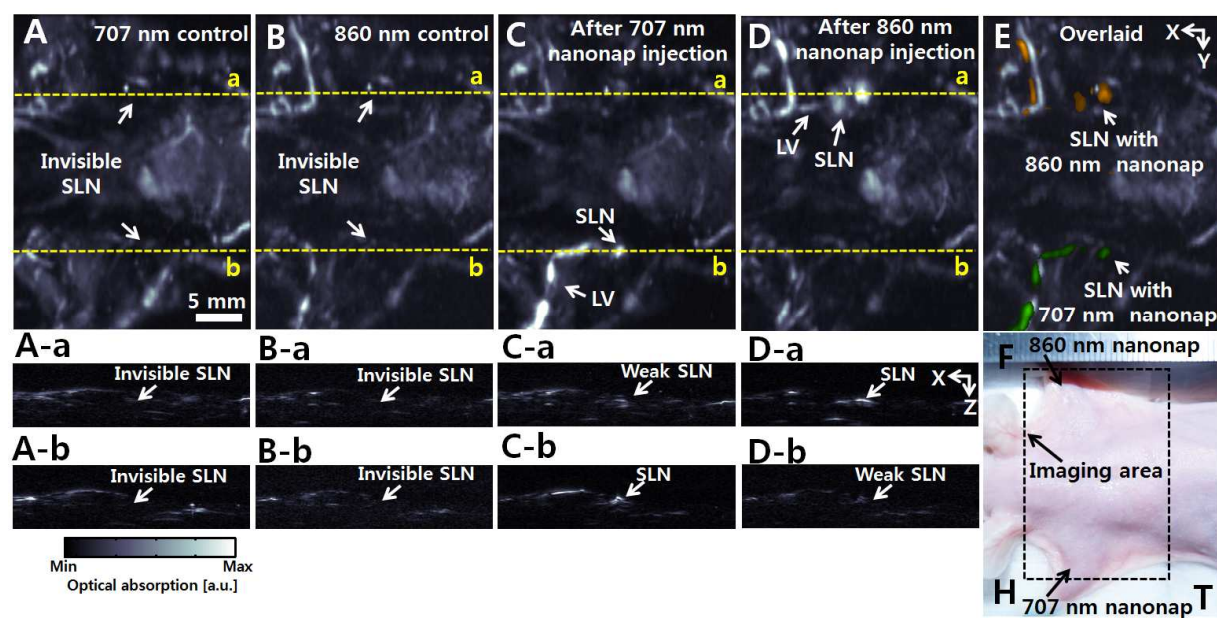 A
707 nm control
a
Invisible
SLN
b
5 mm
B
860 nm control
a
Invisible
SLN
b
C
After 707 nm
nanonap injection
a
SLN
b
LV
D
After 860 nm
nanonap injection
a
LV
SLN
b
E
Overlaid
X
Y
SLN with
860 nm nanonap
SLN with
707 nm nanonap
A-a
Invisible SLN
B-a
Invisible SLN
C-a
Weak SLN
D-a
SLN
X
Z
A-b
Invisible SLN
B-b
Invisible SLN
C-b
SLN
D-b
Weak SLN
Min
Max
Optical absorption [a.u.]
F
860 nm nanonap
Imaging area
H
707 nm nanonap
T